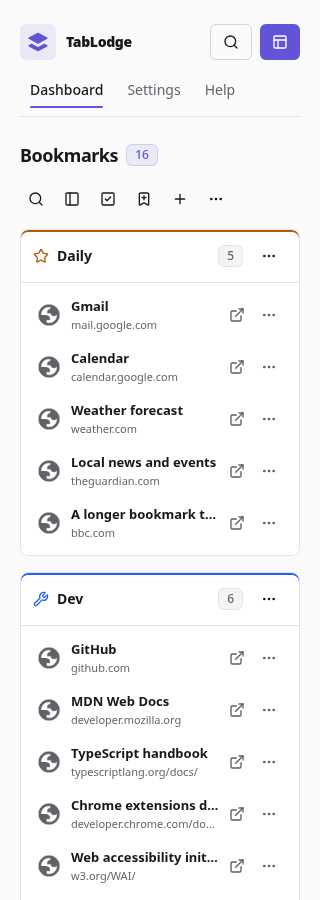 TabLodge
Dashboard Settings Help
Bookmarks 16
Daily 5
Gmail
mail.google.com
Calendar
calendar.google.com
Weather forecast
weather.com
Local news and events
theguardian.com
A longer bookmark t...
bbc.com
Dev 6
GitHub
github.com
MDN Web Docs
developer.mozilla.org
TypeScript handbook
typescriptlang.org/docs/
Chrome extensions d...
developer.chrome.com/do...
Web accessibility init...
w3.org/WAI/